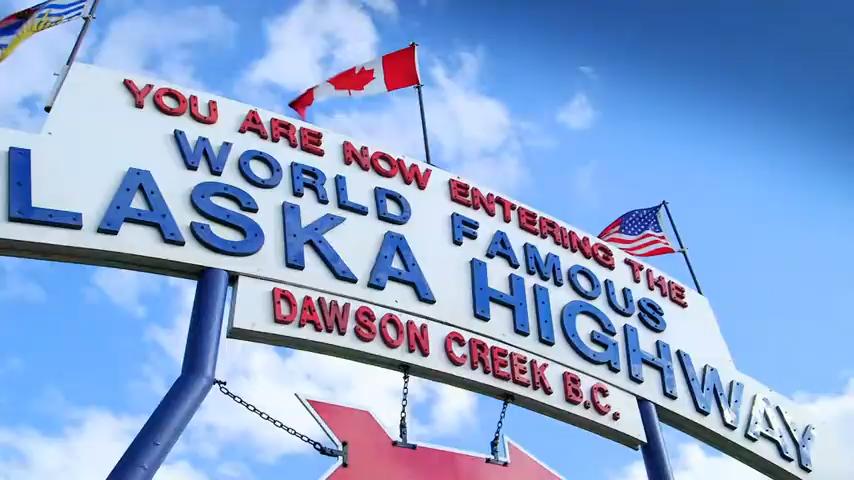 YOU ARE NOW ENTERING THE
WORLD FAMOUS
LASKA HIGHWAY
DAWSON CREEK B.C.